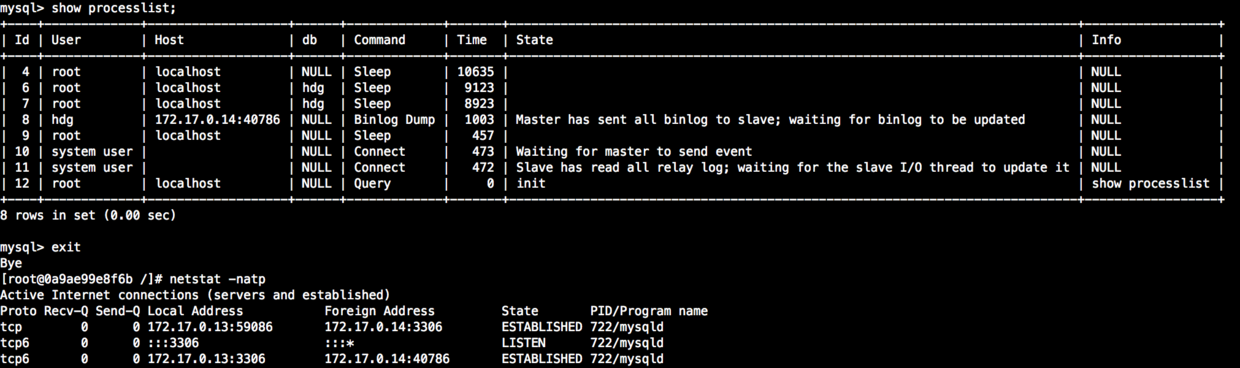 mysql> show processlist;
+----+-------------+--------------------+------+-------------+-------+-----------------------------------------------------------------------------+------------------+
| Id | User        | Host               | db   | Command     | Time  | State                                                                       | Info             |
+----+-------------+--------------------+------+-------------+-------+-----------------------------------------------------------------------------+------------------+
|  4 | root        | localhost          | NULL | Sleep       | 10635 |                                                                             | NULL             |
|  6 | root        | localhost          | hdg  | Sleep       |  9123 |                                                                             | NULL             |
|  7 | root        | localhost          | hdg  | Sleep       |  8923 |                                                                             | NULL             |
|  8 | hdg         | 172.17.0.14:40786 | NULL | Binlog Dump |  1003 | Master has sent all binlog to slave; waiting for binlog to be updated       | NULL             |
|  9 | root        | localhost          | NULL | Sleep       |   457 |                                                                             | NULL             |
| 10 | system user |                    | NULL | Connect     |   473 | Waiting for master to send event                                            | NULL             |
| 11 | system user |                    | NULL | Connect     |   472 | Slave has read all relay log; waiting for the slave I/O thread to update it | NULL             |
| 12 | root        | localhost          | NULL | Query       |     0 | init                                                                        | show processlist |
+----+-------------+--------------------+------+-------------+-------+-----------------------------------------------------------------------------+------------------+
8 rows in set (0.00 sec)
mysql> exit
Bye
[root@0a9ae99e8f6b /]# netstat -natp
Active Internet connections (servers and established)
Proto Recv-Q Send-Q Local Address           Foreign Address         State       PID/Program name
tcp        0      0 172.17.0.13:59086       172.17.0.14:3306        ESTABLISHED 722/mysqld
tcp6       0      0 :::3306                 :::*                    LISTEN      722/mysqld
tcp6       0      0 172.17.0.13:3306        172.17.0.14:40786       ESTABLISHED 722/mysqld